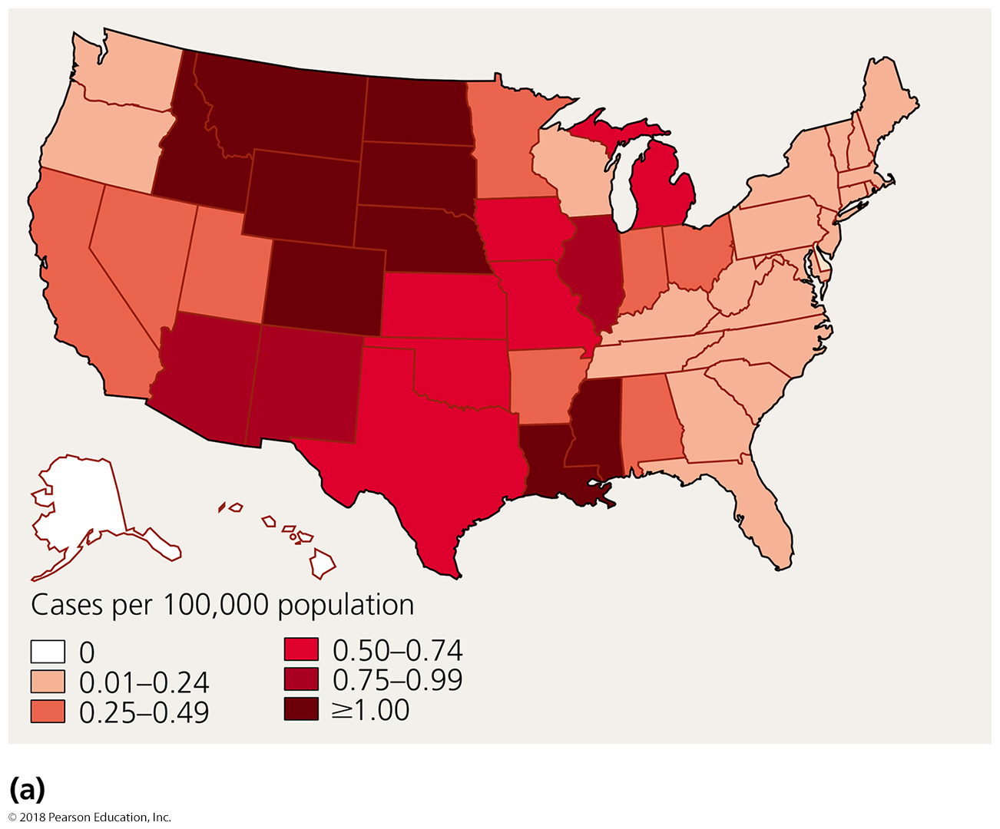 Cases per 100,000 population
0
0.01–0.24
0.25–0.49
0.50–0.74
0.75–0.99
≥1.00
(a)
© 2018 Pearson Education, Inc.